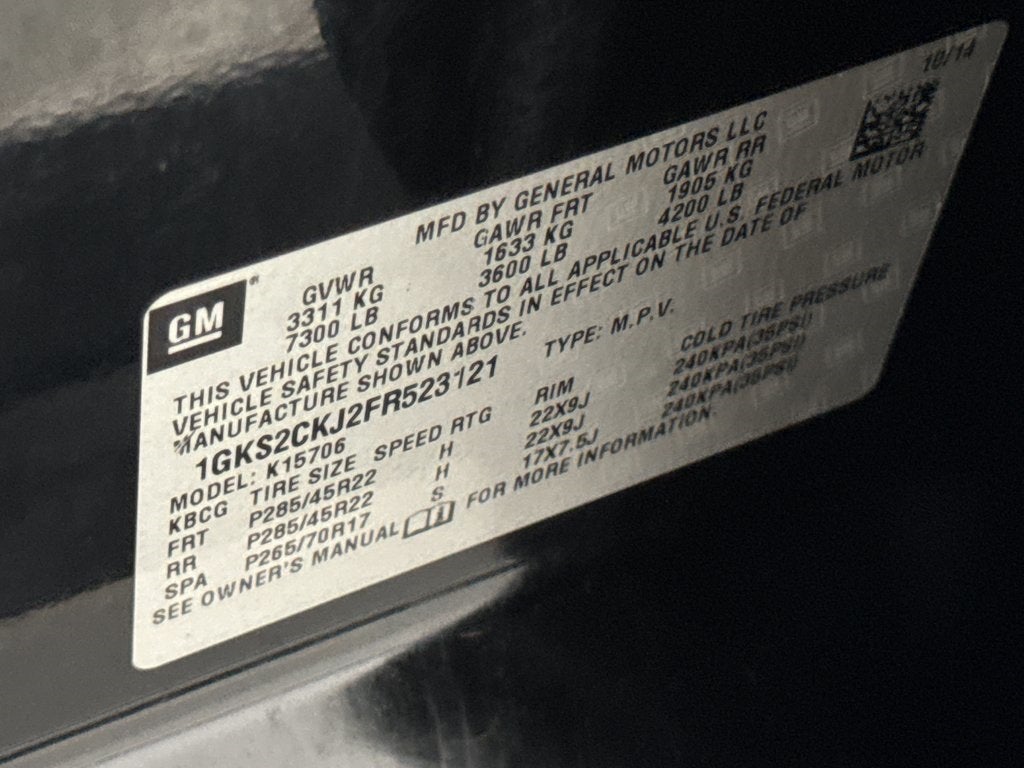 10/14
MFD BY GENERAL MOTORS LLC
GM®
GVWR GAWR FRT GAWR RR
3311 KG 1633 KG 1905 KG
7300 LB 3600 LB 4200 LB
THIS VEHICLE CONFORMS TO ALL APPLICABLE U.S. FEDERAL MOTOR
VEHICLE SAFETY STANDARDS IN EFFECT ON THE DATE OF
MANUFACTURE SHOWN ABOVE.
1GKS2CKJ2FR523121 TYPE: M.P.V.
MODEL: K15706
KBCG TIRE SIZE SPEED RTG RIM COLD TIRE PRESSURE
FRT P285/45R22 H 22X9J 240KPA(35PSI)
RR P285/45R22 H 22X9J 240KPA(35PSI)
SPA P265/70R17 S 17X7.5J 240KPA(35PSI)
SEE OWNER'S MANUAL FOR MORE INFORMATION.